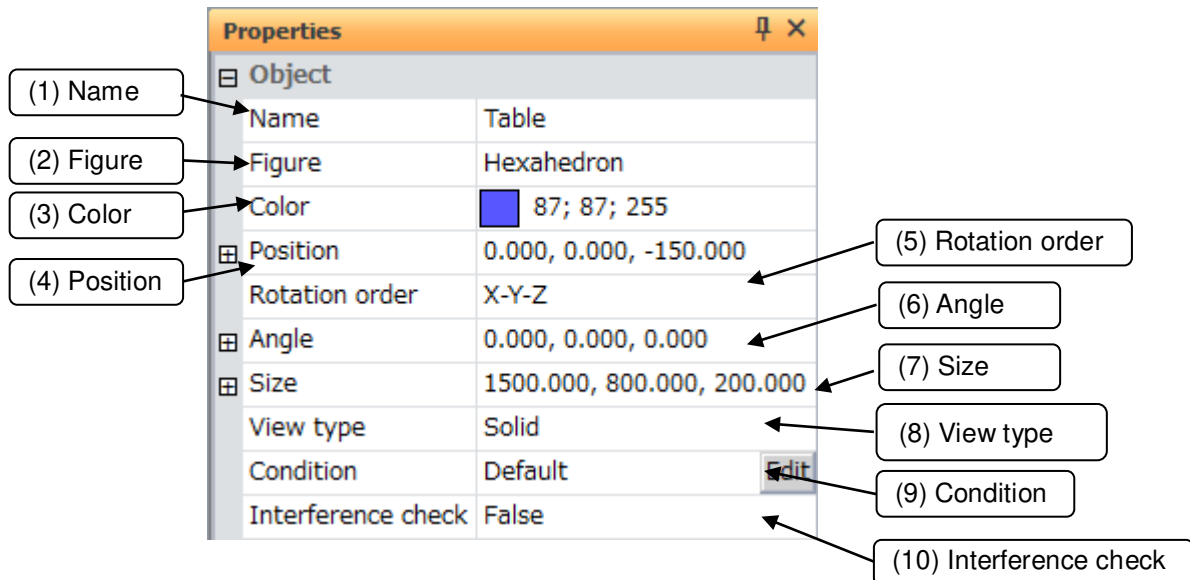 Properties
Object
(1) Name
Name Table
(2) Figure
Figure Hexahedron
(3) Color
Color 87; 87; 255
Position 0.000, 0.000, -150.000
(4) Position
(5) Rotation order
Rotation order X-Y-Z
(6) Angle
Angle 0.000, 0.000, 0.000
(7) Size
Size 1500.000, 800.000, 200.000
View type Solid
(8) View type
Condition Default Edit
(9) Condition
Interference check False
(10) Interference check